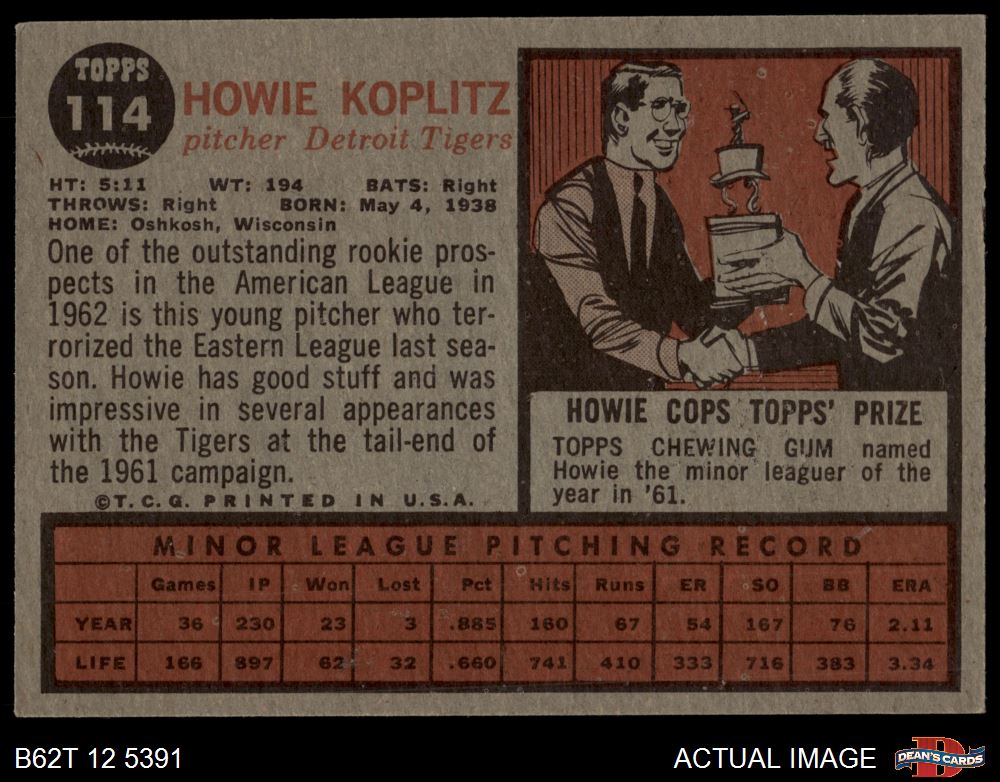 TOPPS
114
HOWIE KOPLITZ
pitcher Detroit Tigers
HT: 5:11 WT: 194 BATS: Right
THROWS: Right BORN: May 4, 1938
HOME: Oshkosh, Wisconsin
One of the outstanding rookie pros-
pects in the American League in
1962 is this young pitcher who ter-
rorized the Eastern League last sea-
son. Howie has good stuff and was
impressive in several appearances
with the Tigers at the tail-end of
the 1961 campaign.
©T.C.G. PRINTED IN U.S.A.
HOWIE COPS TOPPS' PRIZE
TOPPS CHEWING GUM named
Howie the minor leaguer of the
year in '61.
MINOR LEAGUE PITCHING RECORD
Games IP Won Lost Pct Hits Runs ER SO BB ERA
YEAR 36 230 23 3 .885 160 67 54 167 76 2.11
LIFE 166 897 62 32 .660 741 410 333 716 383 3.34
B62T 12 5391
ACTUAL IMAGE
D
DEAN'S CARDS